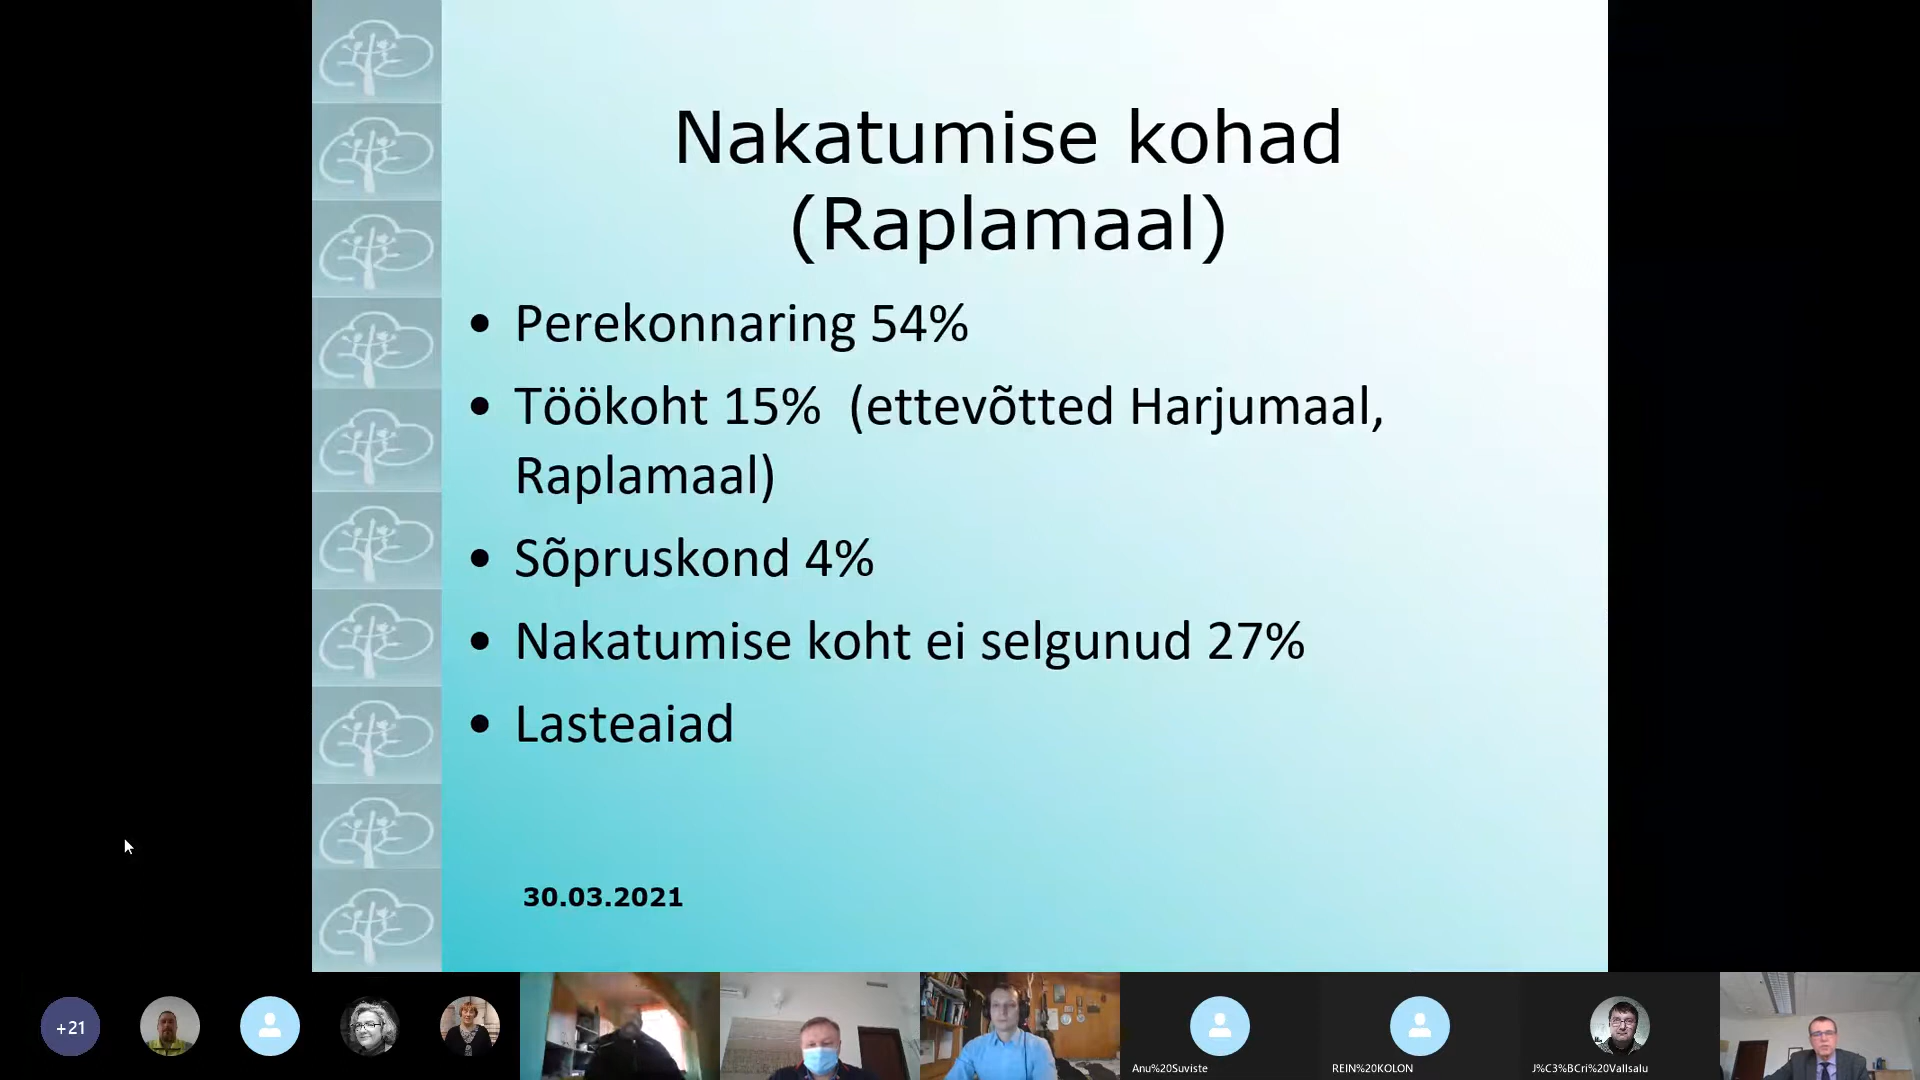 Nakatumise kohad
(Raplamaal)
• Perekonnaring 54%
• Töökoht 15% (ettevõtted Harjumaal,
Raplamaal)
• Sõpruskond 4%
• Nakatumise koht ei selgunud 27%
• Lasteaiad
30.03.2021
+21
Anu%20Suviste
REIN%20KOLON
J%C3%BCri%20Vallsalu